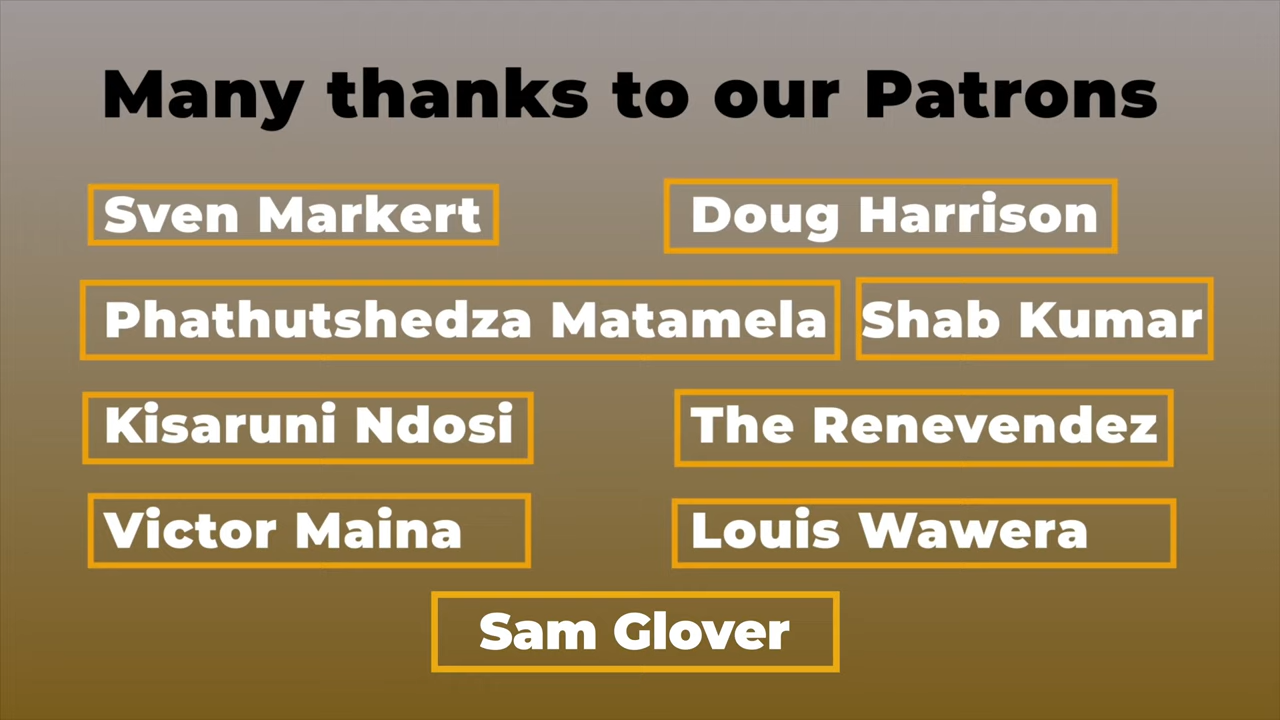 Many thanks to our Patrons
Sven Markert
Doug Harrison
Phathutshedza Matamela
Shab Kumar
Kisaruni Ndosi
The Renevendez
Victor Maina
Louis Wawera
Sam Glover